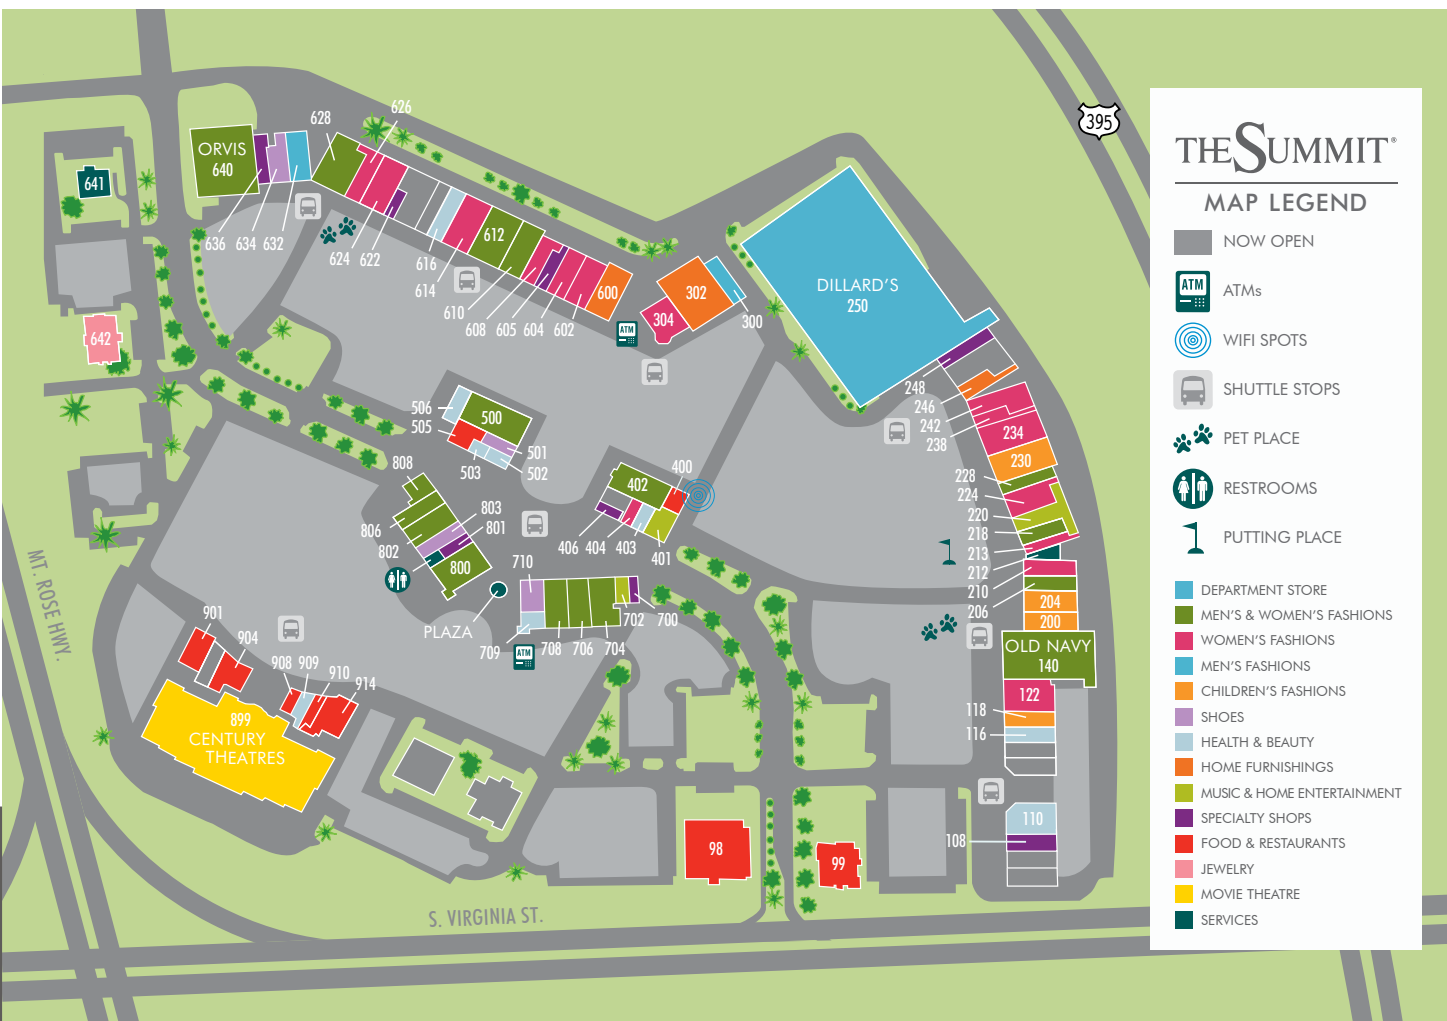 626
628
ORVIS
640
641
636 634 632
624 622
612
616
614
610
608
605
604
602
600
642
395
302
304
300
ATM
DILLARD'S
250
248
246
242
238
234
230
228
224
220
218
213
212
210
206
204
200
OLD NAVY
140
122
118
116
110
108
506
505
500
501
502
503
400
402
406 404 403 401
808
806
802
803
801
800
710
709
708 706 704
702 700
PLAZA
ATM
MT. ROSE HWY.
901
904
908 909
910
914
899
CENTURY
THEATRES
98
99
S. VIRGINIA ST.
THE SUMMIT®
MAP LEGEND
NOW OPEN
ATM
ATMs
WIFI SPOTS
SHUTTLE STOPS
PET PLACE
RESTROOMS
PUTTING PLACE
DEPARTMENT STORE
MEN'S & WOMEN'S FASHIONS
WOMEN'S FASHIONS
MEN'S FASHIONS
CHILDREN'S FASHIONS
SHOES
HEALTH & BEAUTY
HOME FURNISHINGS
MUSIC & HOME ENTERTAINMENT
SPECIALTY SHOPS
FOOD & RESTAURANTS
JEWELRY
MOVIE THEATRE
SERVICES